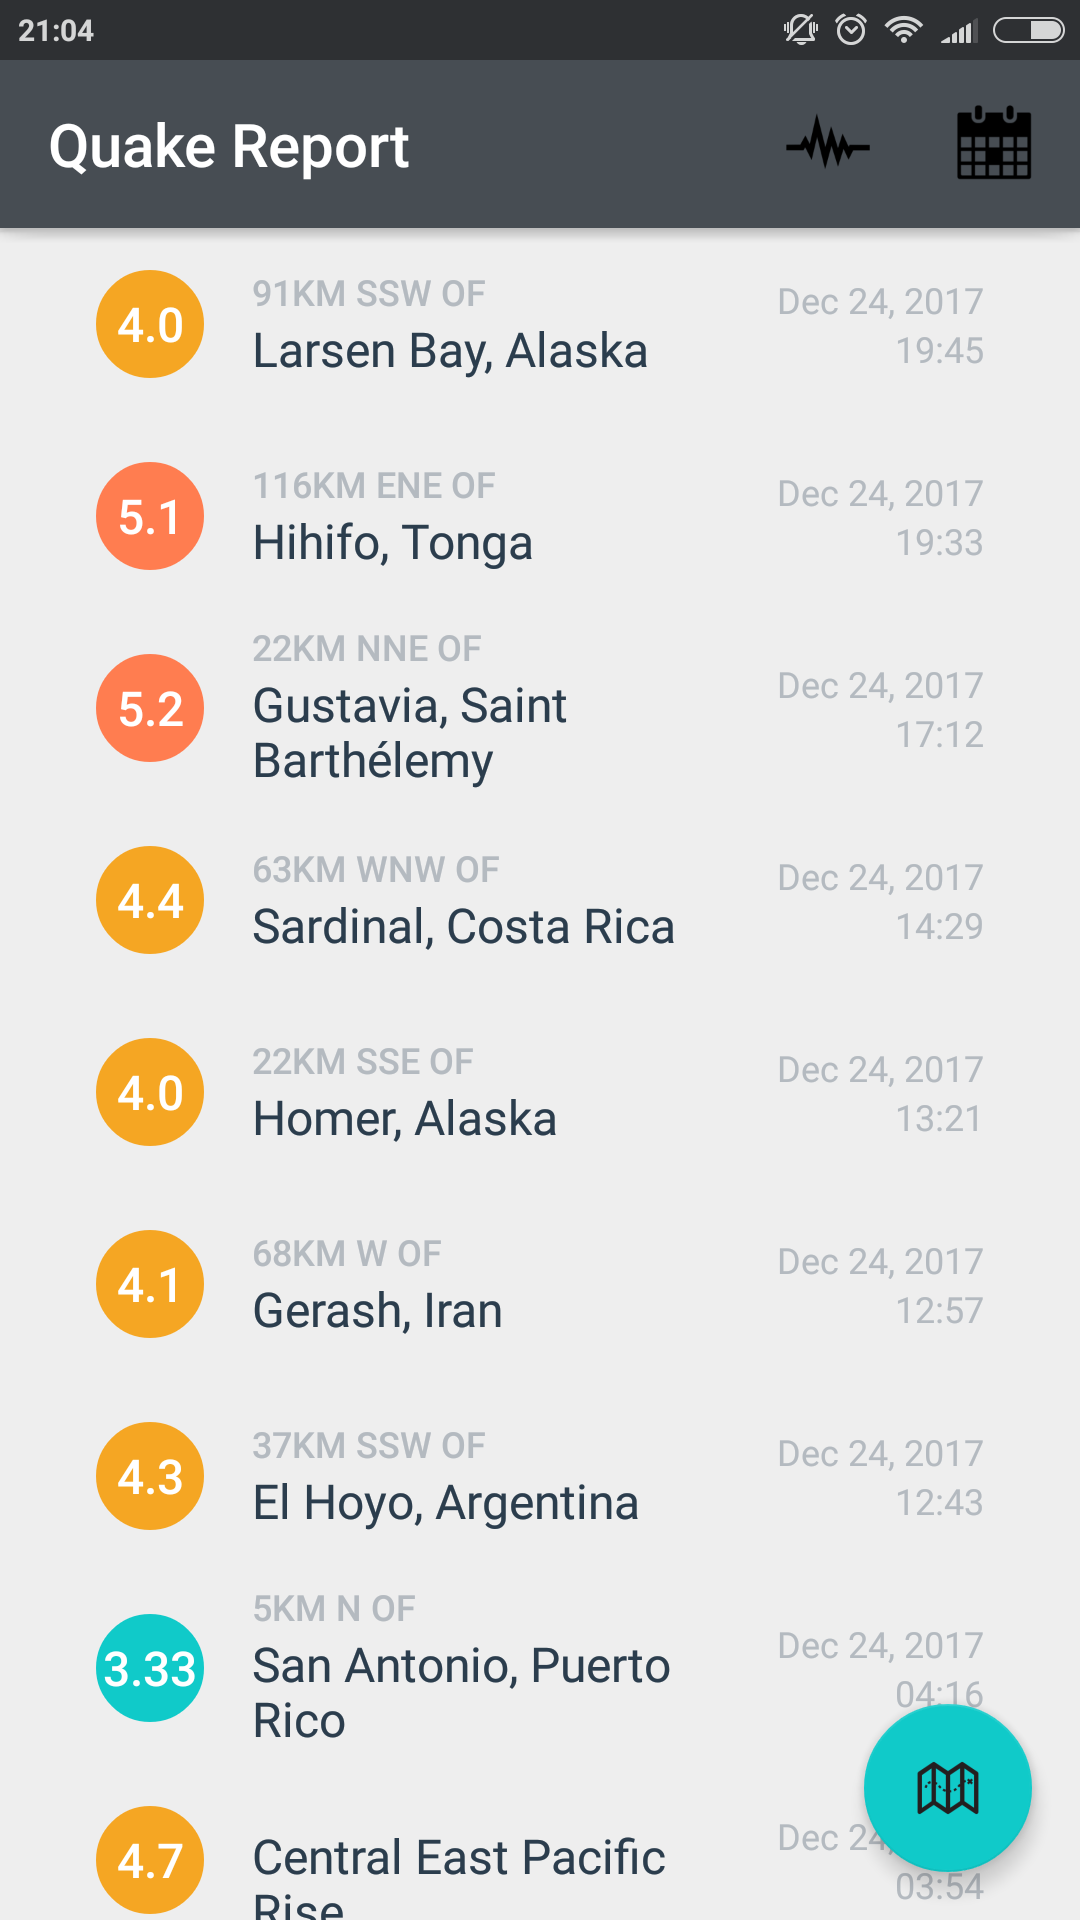 21:04
Quake Report
4.0
91KM SSW OF
Larsen Bay, Alaska
Dec 24, 2017
19:45
5.1
116KM ENE OF
Hihifo, Tonga
Dec 24, 2017
19:33
5.2
22KM NNE OF
Gustavia, Saint
Barthélemy
Dec 24, 2017
17:12
4.4
63KM WNW OF
Sardinal, Costa Rica
Dec 24, 2017
14:29
4.0
22KM SSE OF
Homer, Alaska
Dec 24, 2017
13:21
4.1
68KM W OF
Gerash, Iran
Dec 24, 2017
12:57
4.3
37KM SSW OF
El Hoyo, Argentina
Dec 24, 2017
12:43
3.33
5KM N OF
San Antonio, Puerto
Rico
Dec 24, 2017
04:16
4.7
Central East Pacific
Rise
Dec 24,
03:54